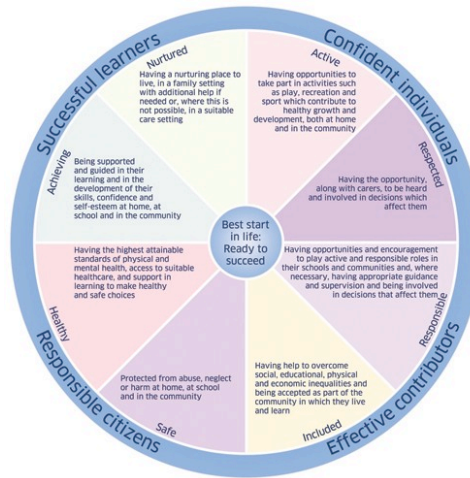 Successful learners
Confident individuals
Nurtured
Having a nurturing place to
live, in a family setting
with additional help if
needed or, where this is
not possible, in a suitable
care setting
Active
Having opportunities to
take part in activities such
as play, recreation and
sport which contribute to
healthy growth and
development, both at home
and in the community
Achieving
Being supported
and guided in their
learning and in the
development of their
skills, confidence and
self-esteem at home, at
school and in the community
Respected
Having the opportunity,
along with carers, to be heard
and involved in decisions which
affect them
Best start
in life:
Ready to
succeed
Healthy
Having the highest attainable
standards of physical and
mental health, access to suitable
healthcare, and support in
learning to make healthy
and safe choices
Having opportunities and encouragement
to play active and responsible roles in
their schools and communities and, where
necessary, having appropriate guidance
and supervision and being involved
in decisions that affect them
Responsible
Protected from abuse, neglect
or harm at home, at school
and in the community
Safe
Having help to overcome
social, educational, physical
and economic inequalities and
being accepted as part of the
community in which they live
and learn
Included
Responsible citizens
Effective contributors